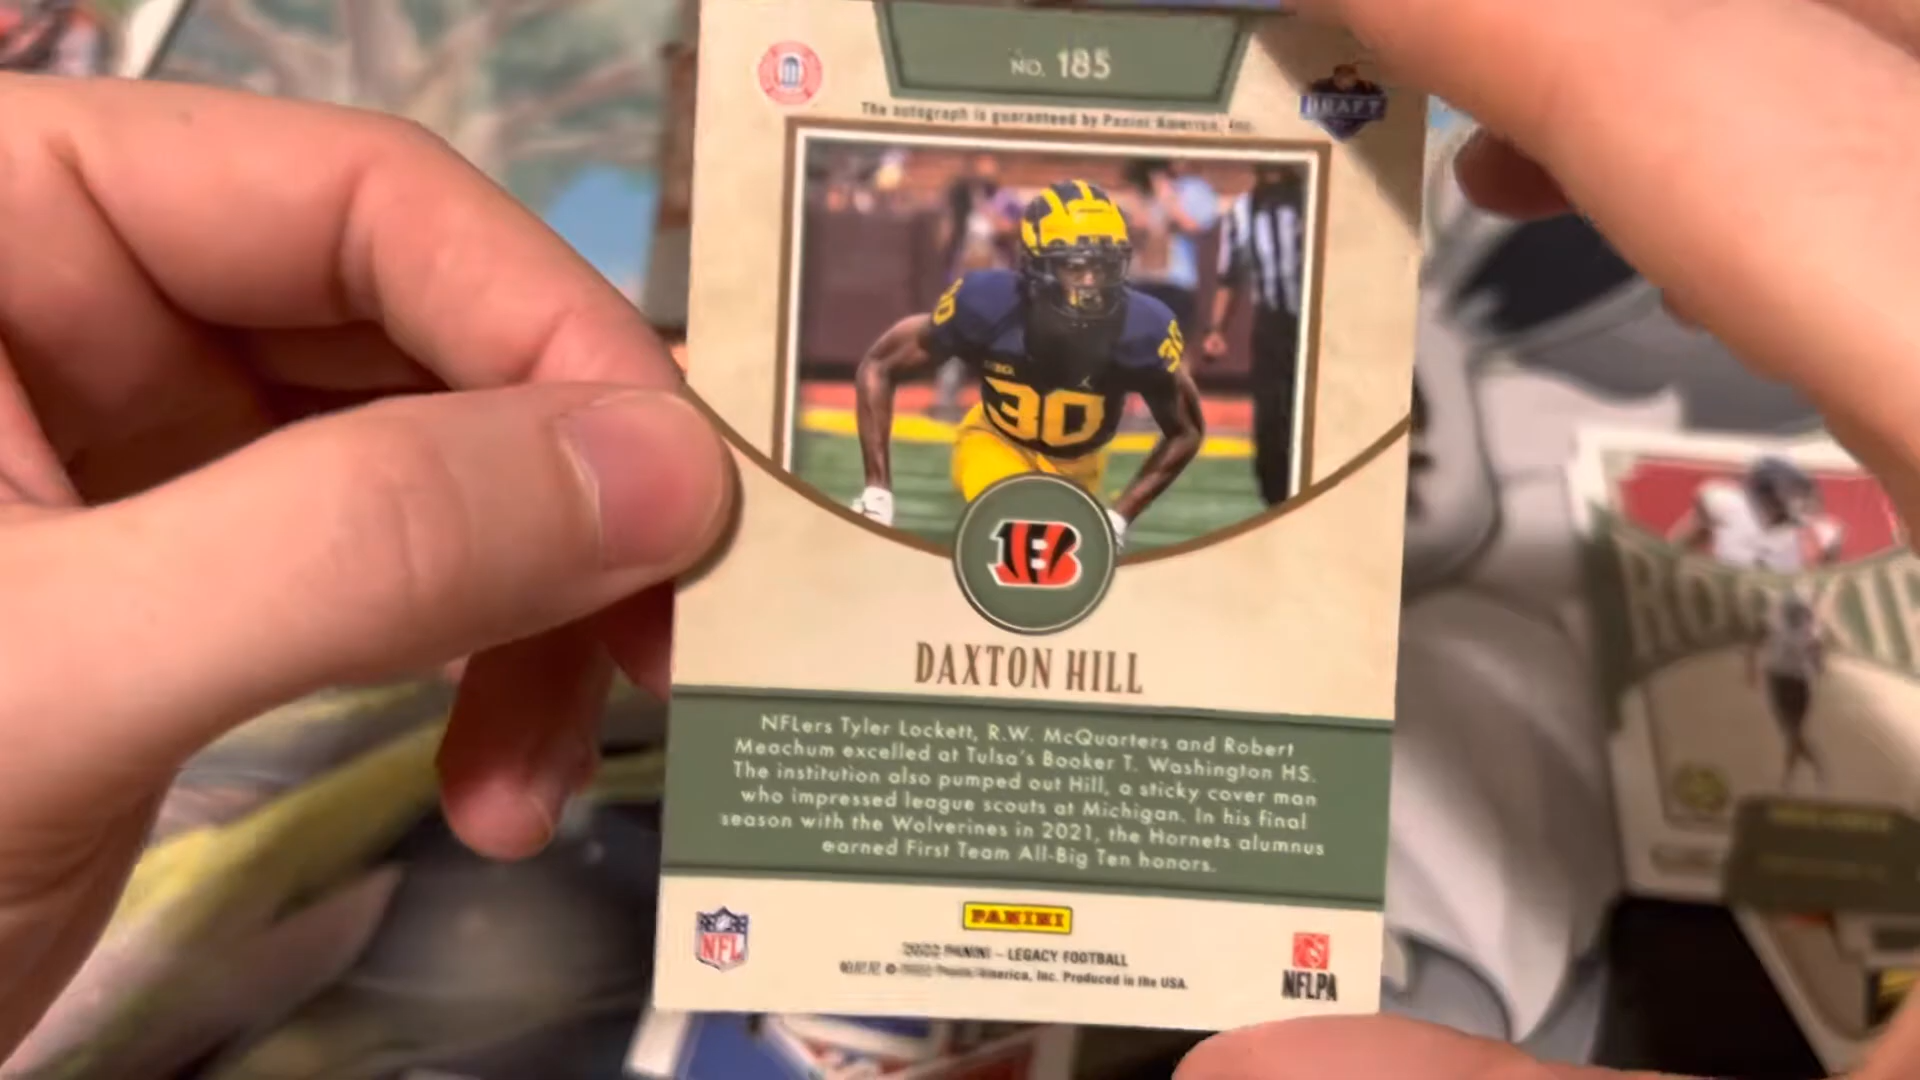 NO. 185
DRAFT
The autograph is guaranteed by Panini America, Inc.
30
30
30
DAXTON HILL
NFLers Tyler Lockett, R.W. McQuarters and Robert
Meachum excelled at Tulsa's Booker T. Washington HS.
The institution also pumped out Hill, a sticky cover man
who impressed league scouts at Michigan. In his final
season with the Wolverines in 2021, the Hornets alumnus
earned First Team All-Big Ten honors.
PANINI
2022 PANINI – LEGACY FOOTBALL
© 2022 Panini America, Inc. Produced in the USA.
NFL
NFLPA